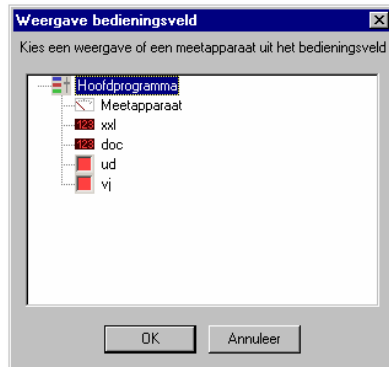 Weergave bedieningsveld
Kies een weergave of een meetapparaat uit het bedieningsveld
Hoofdprogramma
Meetapparaat
123 xxl
123 doc
ud
vj
OK Annuleer